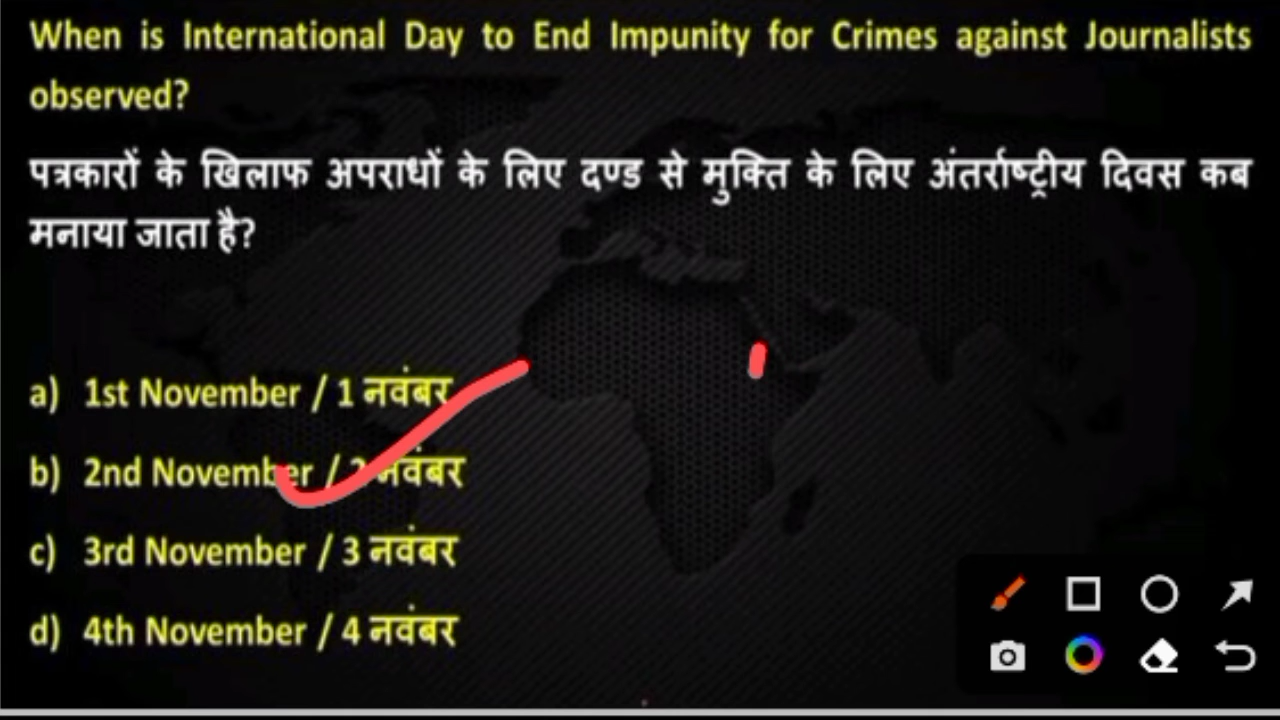 When is International Day to End Impunity for Crimes against Journalists
observed?
पत्रकारों के खिलाफ अपराधों के लिए दण्ड से मुक्ति के लिए अंतर्राष्ट्रीय दिवस कब
मनाया जाता है?
a) 1st November / 1 नवंबर
b) 2nd November / 2 नवंबर
c) 3rd November / 3 नवंबर
d) 4th November / 4 नवंबर